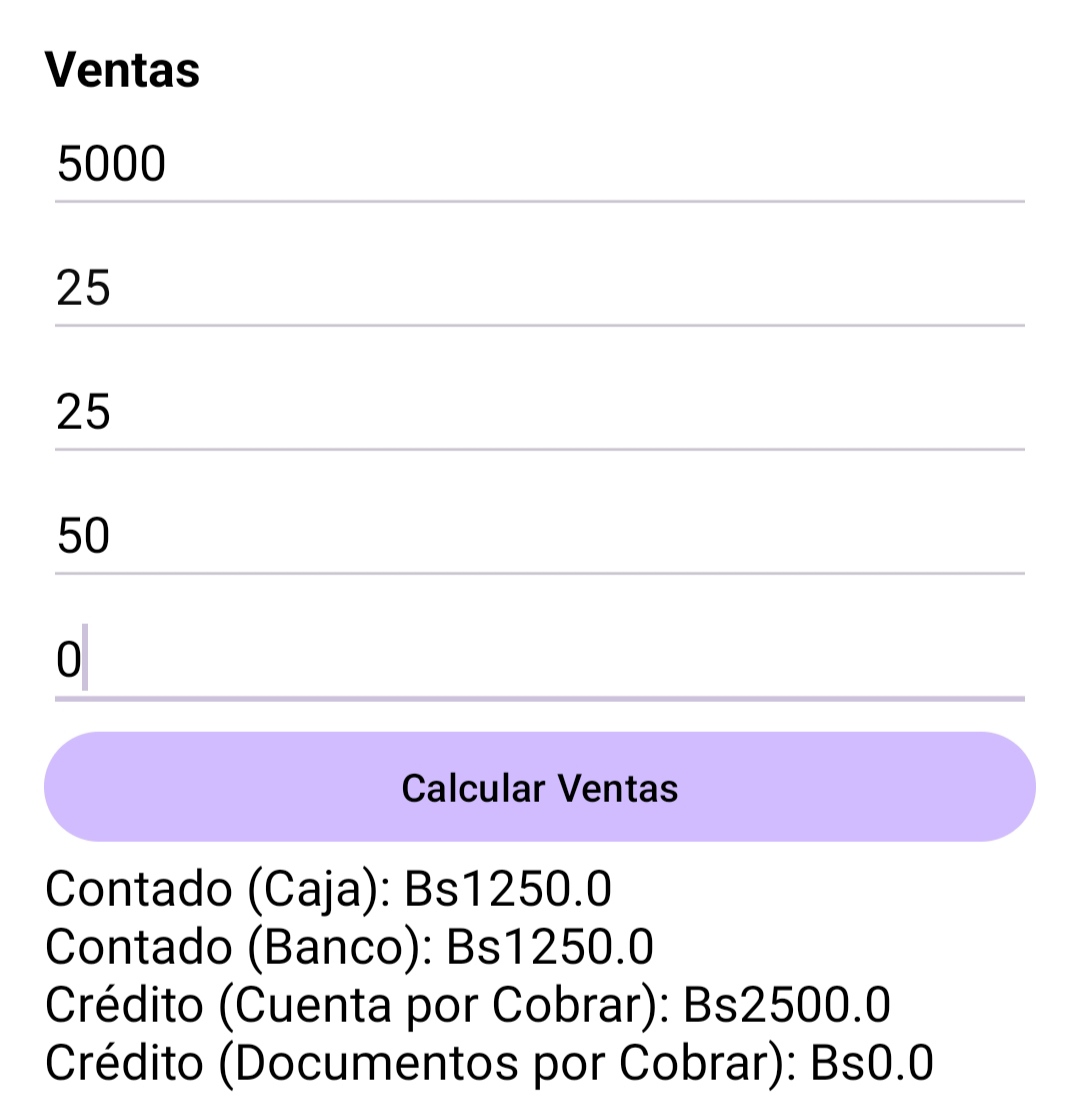 Ventas
5000
25
25
50
0
Calcular Ventas
Contado (Caja): Bs1250.0
Contado (Banco): Bs1250.0
Crédito (Cuenta por Cobrar): Bs2500.0
Crédito (Documentos por Cobrar): Bs0.0